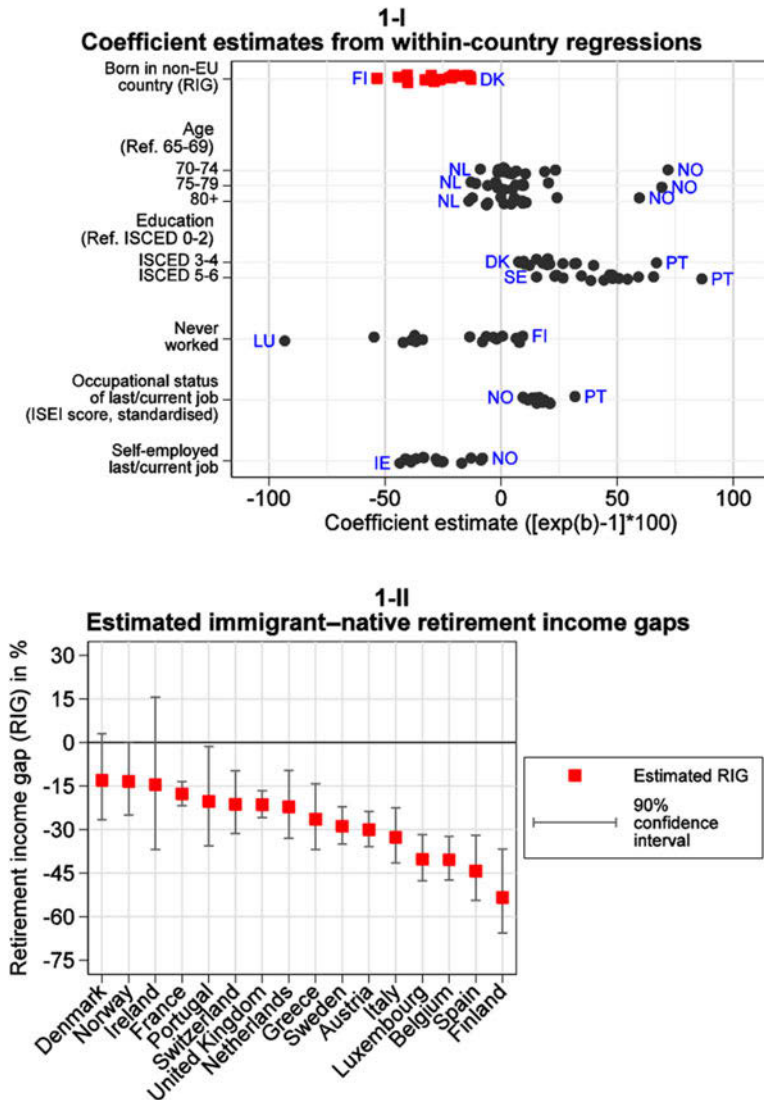 1-I
Coefficient estimates from within-country regressions
Born in non-EU
country (RIG)
FI
DK
Age
(Ref. 65-69)
70-74
NL
NO
75-79
NL
NO
80+
NL
NO
Education
(Ref. ISCED 0-2)
ISCED 3-4
DK
PT
ISCED 5-6
SE
PT
Never
worked
LU
FI
Occupational status
of last/current job
(ISEI score, standardised)
NO
PT
Self-employed
last/current job
IE
NO
-100
-50
0
50
100
Coefficient estimate ([exp(b)-1]*100)
1-II
Estimated immigrant–native retirement income gaps
Retirement income gap (RIG) in %
30
15
0
-15
-30
-45
-60
-75
Denmark
Norway
Ireland
France
Portugal
Switzerland
United Kingdom
Netherlands
Greece
Sweden
Austria
Italy
Luxembourg
Belgium
Spain
Finland
Estimated RIG
90%
confidence
interval